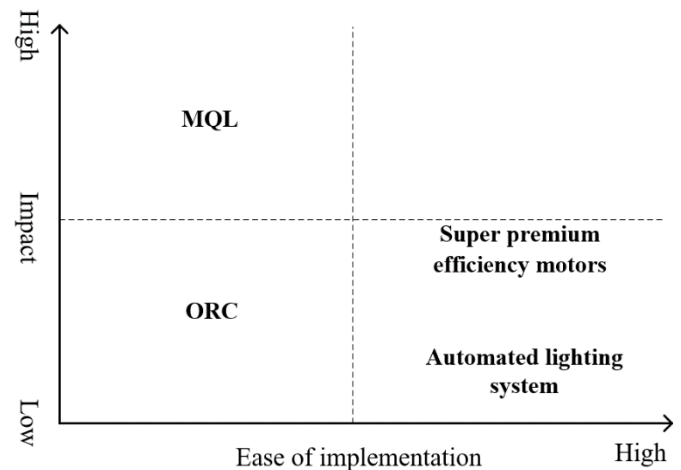 High
MQL
Impact
Super premium
efficiency motors
ORC
Automated lighting
system
Low
Ease of implementation
High